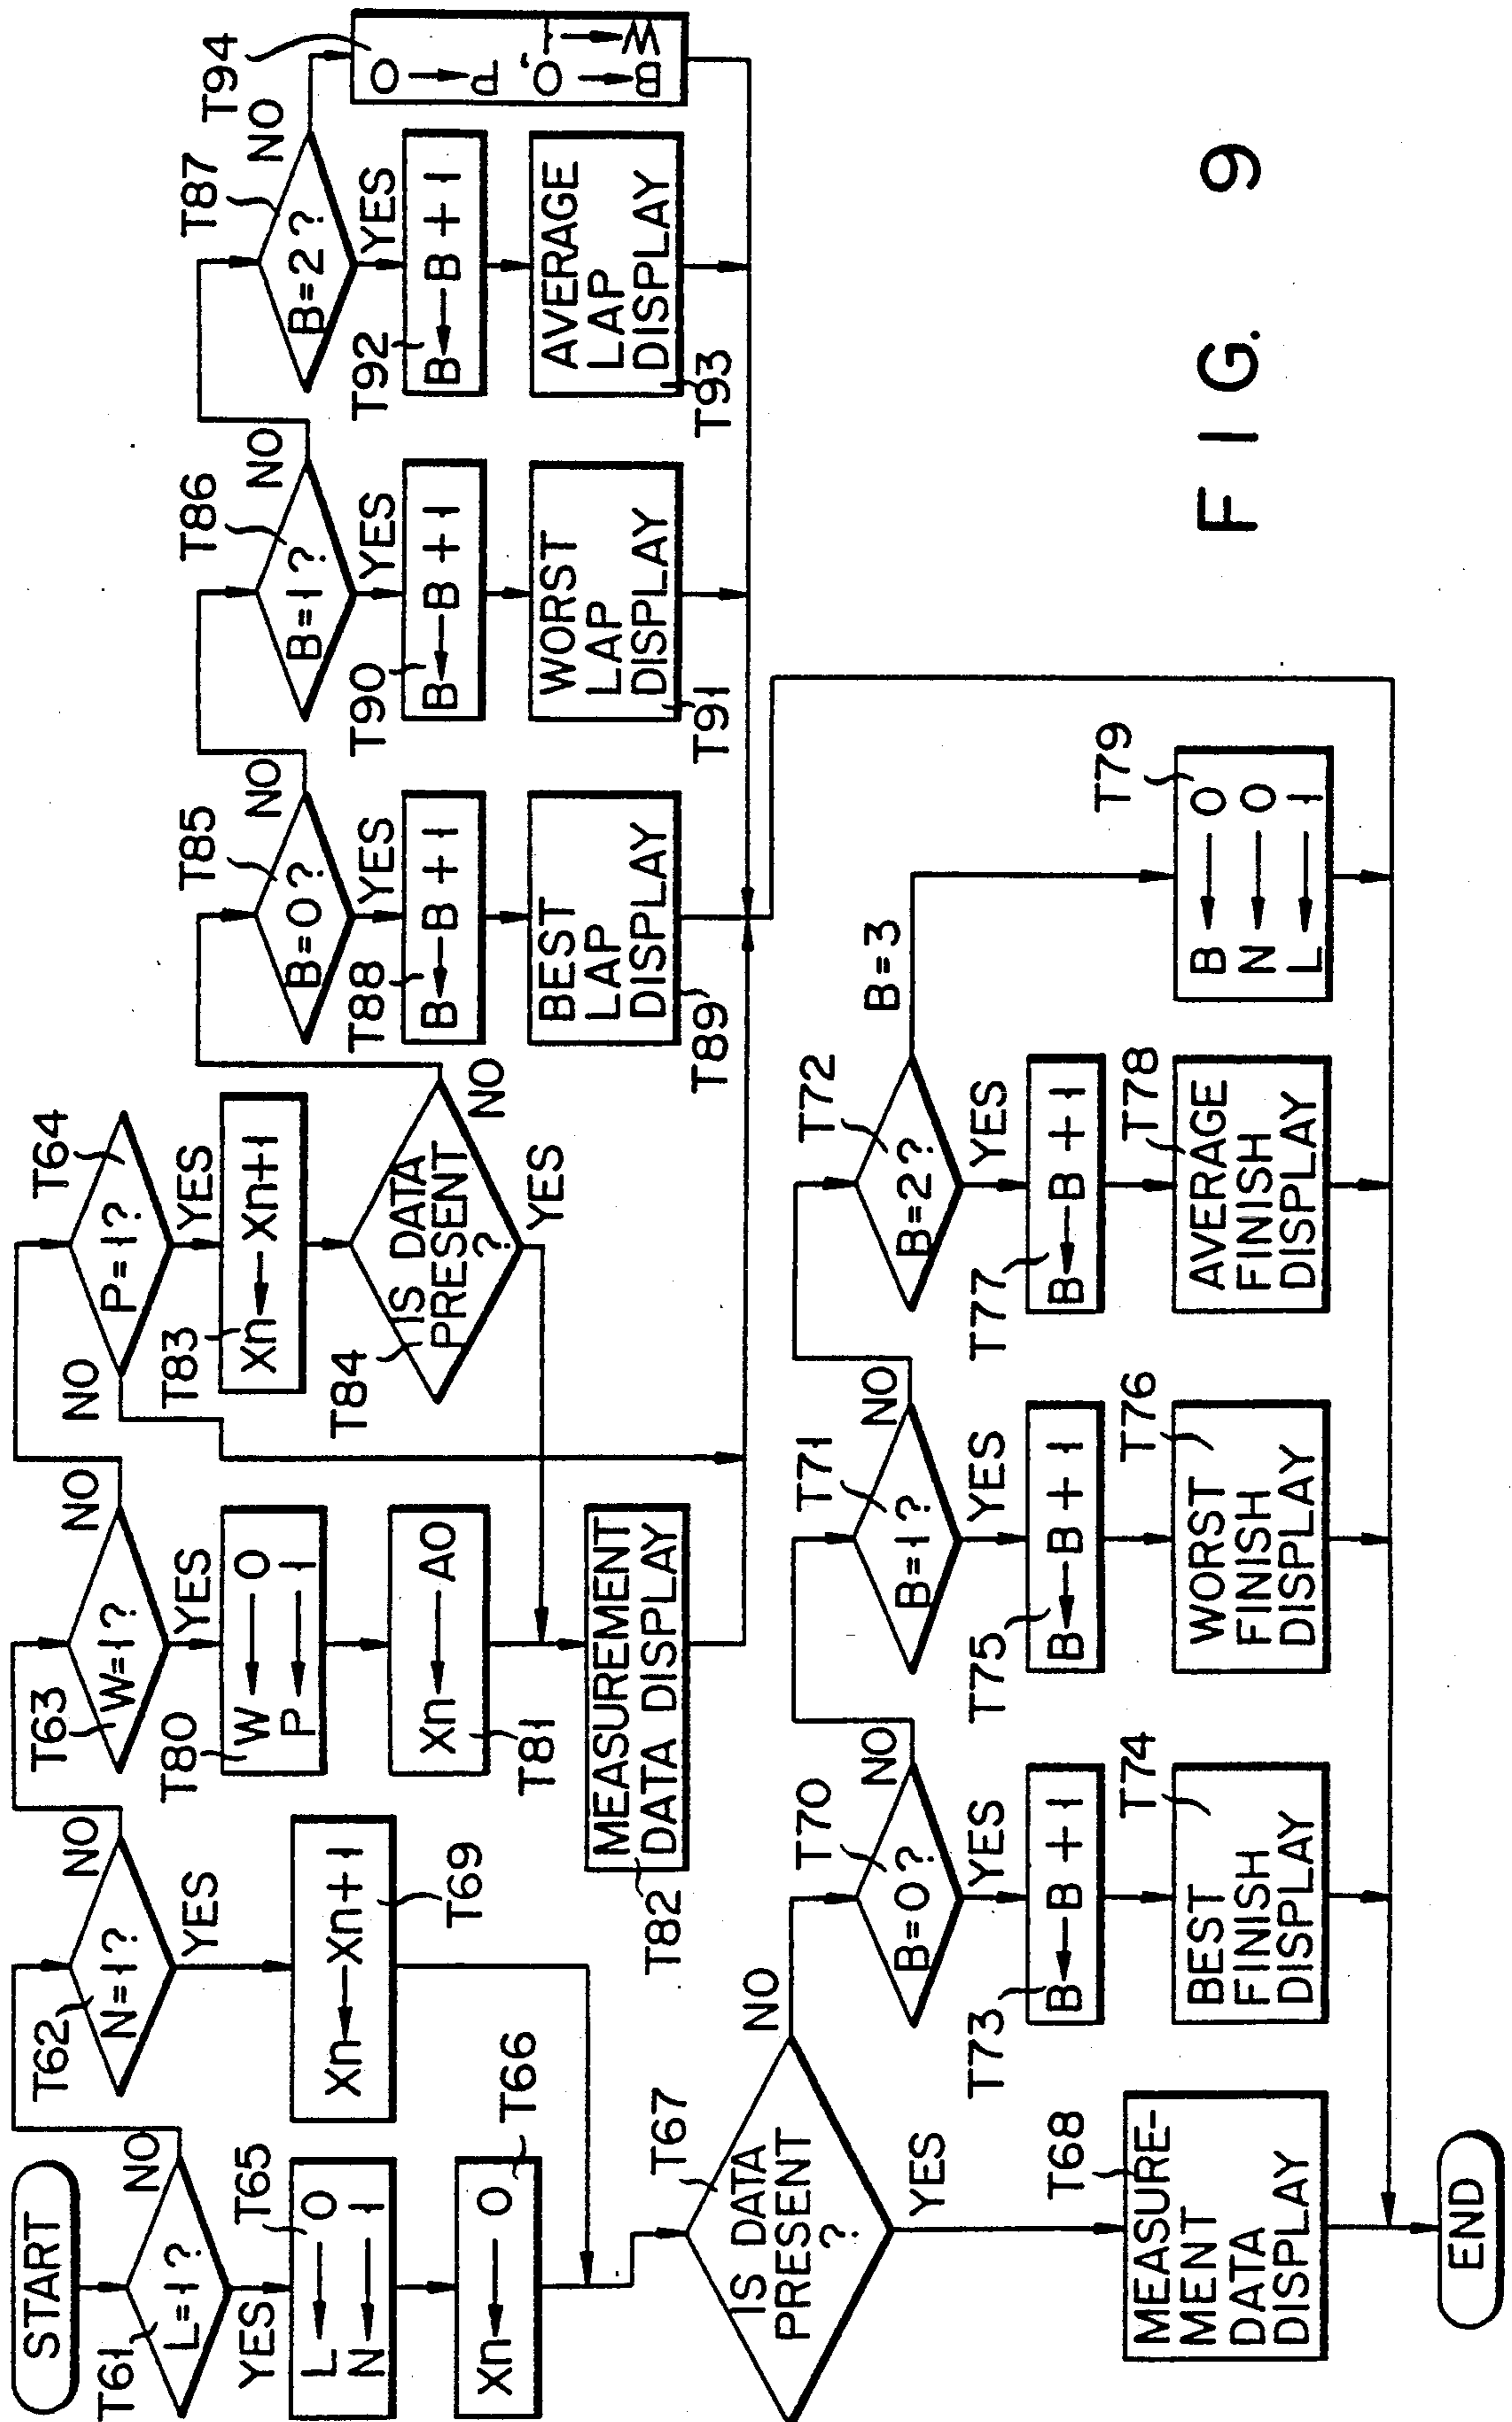 START
T61
L=1?
NO
YES
T65
L←0
N←1
T66
Xn←0
T62
N=1?
NO
YES
T69
Xn←Xn+1
T63
W=1?
NO
YES
T80
W←0
P←1
T81
Xn←A0
T82
MEASUREMENT
DATA DISPLAY
T64
P=1?
NO
YES
T83
Xn←Xn+1
T84
IS DATA
PRESENT
?
NO
YES
T85
B=0?
NO
YES
T88
B←B+1
T89
BEST
LAP
DISPLAY
T86
B=1?
NO
YES
T90
B←B+1
T91
WORST
LAP
DISPLAY
T87
B=2?
NO
YES
T92
B←B+1
T93
AVERAGE
LAP
DISPLAY
T94
B←0, P←0
W←1
T67
IS DATA
PRESENT
?
NO
YES
T68
MEASURE-
MENT
DATA
DISPLAY
T70
B=0?
NO
YES
T73
B←B+1
T74
BEST
FINISH
DISPLAY
T71
B=1?
NO
YES
T75
B←B+1
T76
WORST
FINISH
DISPLAY
T72
B=2?
B=3
YES
T77
B←B+1
T78
AVERAGE
FINISH
DISPLAY
T79
B←0
N←0
L←1
END
FIG. 9